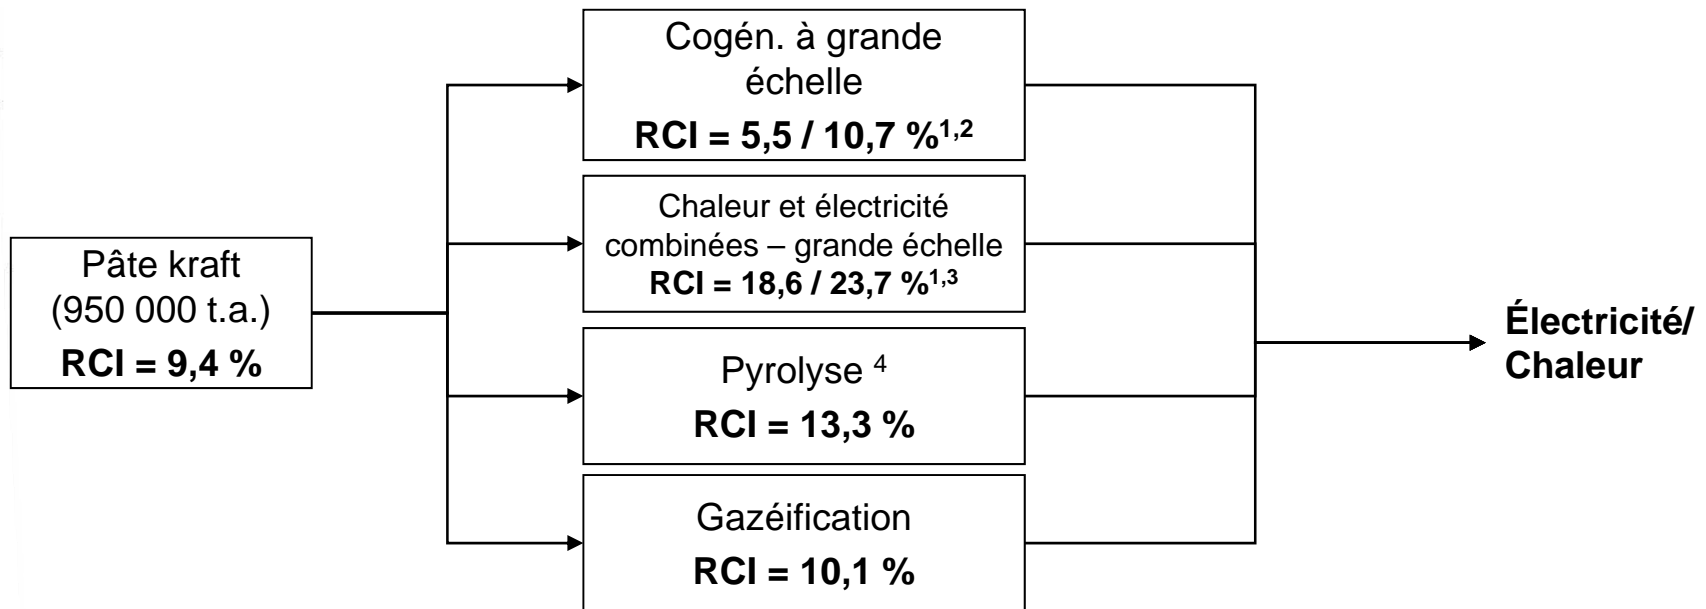 Cogén. à grande
échelle
RCI = 5,5 / 10,7 %1,2
Chaleur et électricité
combinées – grande échelle
RCI = 18,6 / 23,7 %1,3
Pâte kraft
(950 000 t.a.)
RCI = 9,4 %
Pyrolyse 4
RCI = 13,3 %
Gazéification
RCI = 10,1 %
Électricité/
Chaleur